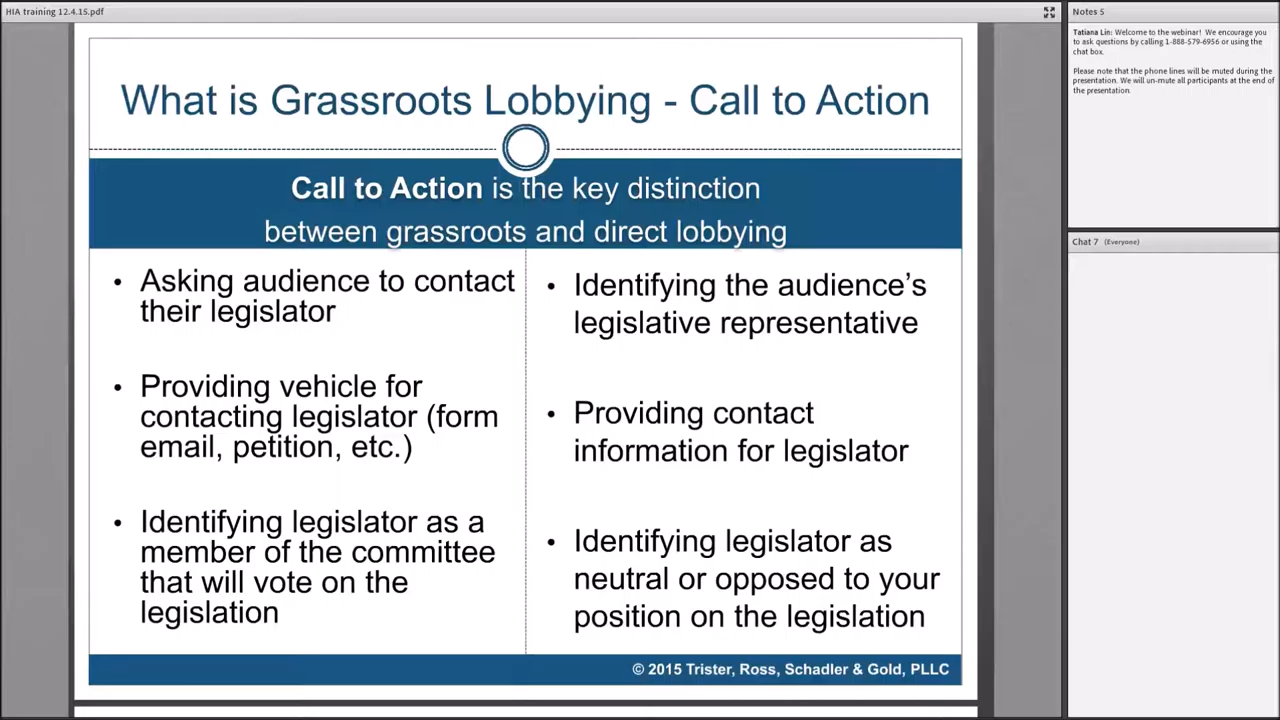 HIA training 12.4.15.pdf
What is Grassroots Lobbying - Call to Action
Call to Action is the key distinction
between grassroots and direct lobbying
• Asking audience to contact
their legislator
• Providing vehicle for
contacting legislator (form
email, petition, etc.)
• Identifying legislator as a
member of the committee
that will vote on the
legislation
• Identifying the audience’s
legislative representative
• Providing contact
information for legislator
• Identifying legislator as
neutral or opposed to your
position on the legislation
© 2015 Trister, Ross, Schadler & Gold, PLLC
Notes 5
Tatiana Lin: Welcome to the webinar! We encourage you
to ask questions by calling 1-888-579-6956 or using the
chat box.
Please note that the phone lines will be muted during the
presentation. We will un-mute all participants at the end of
the presentation.
Chat 7 (Everyone)